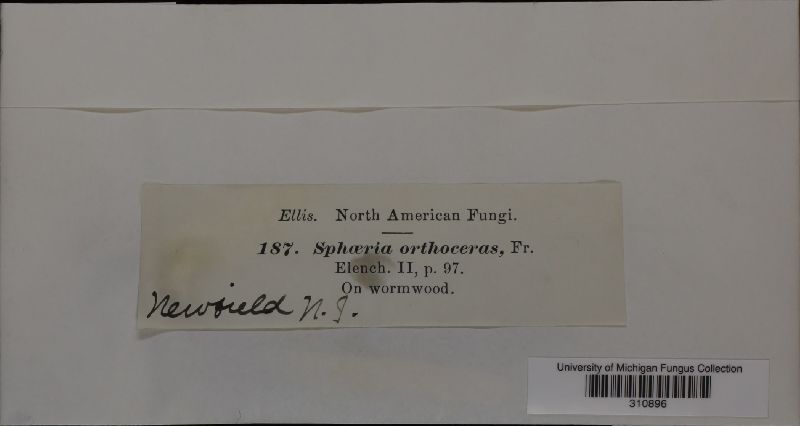 Ellis. North American Fungi.
187. Sphæria orthoceras, Fr.
Elench. II, p. 97.
On wormwood.
Newfield N.J.
University of Michigan Fungus Collection
310896